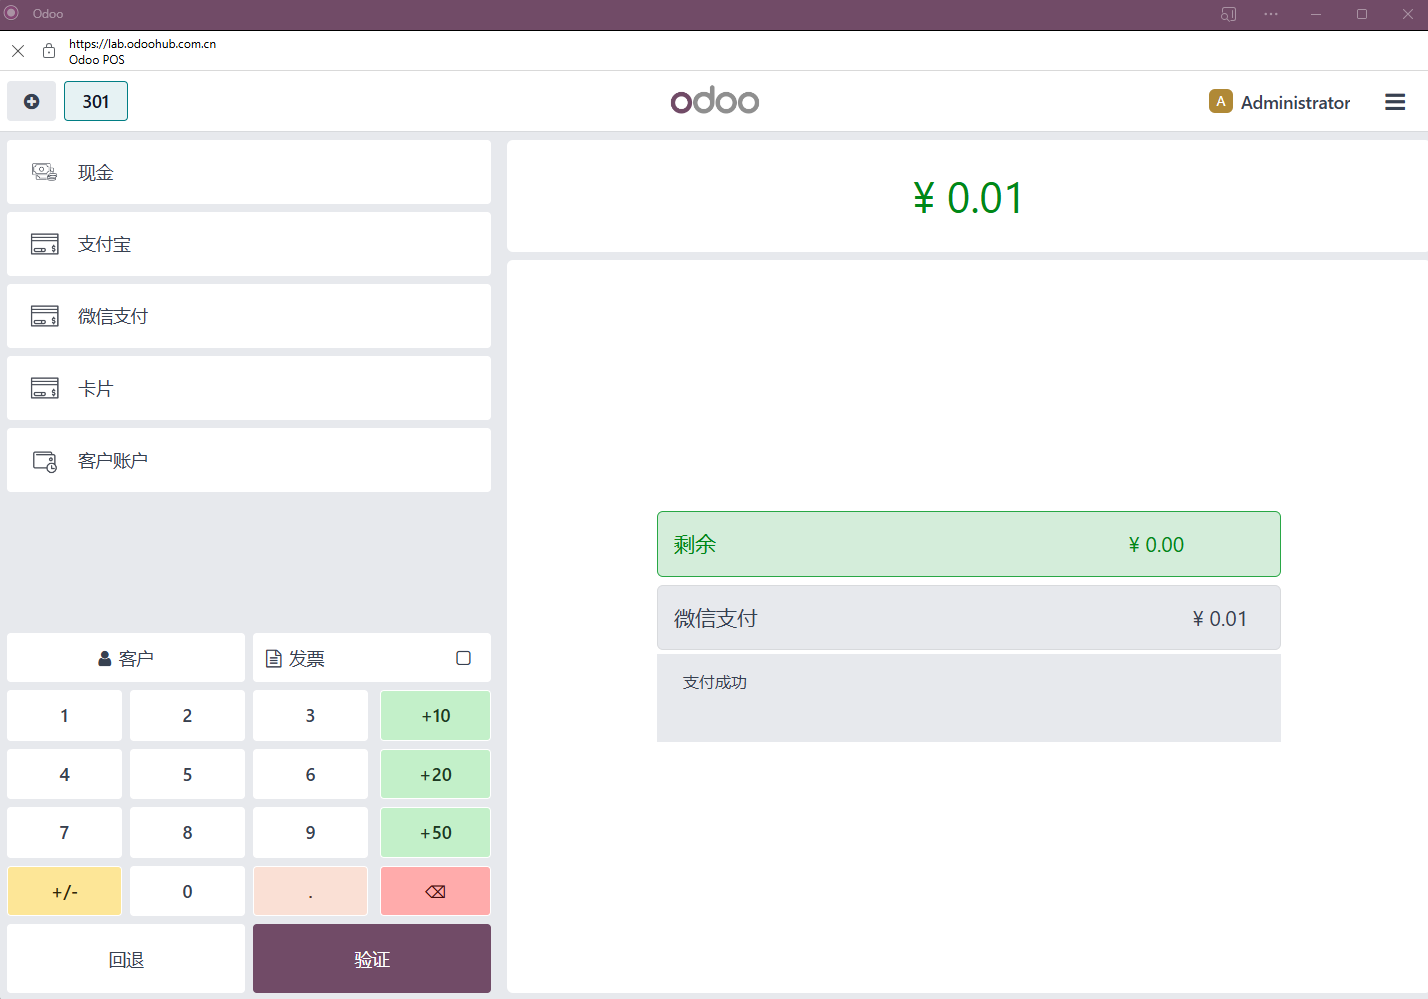 Odoo
https://lab.odoohub.com.cn
Odoo POS
301
odoo
A Administrator
现金
支付宝
微信支付
卡片
客户账户
¥ 0.01
剩余 ¥ 0.00
微信支付 ¥ 0.01
支付成功
客户 发票
1 2 3 +10
4 5 6 +20
7 8 9 +50
+/- 0 . ⌫
回退 验证